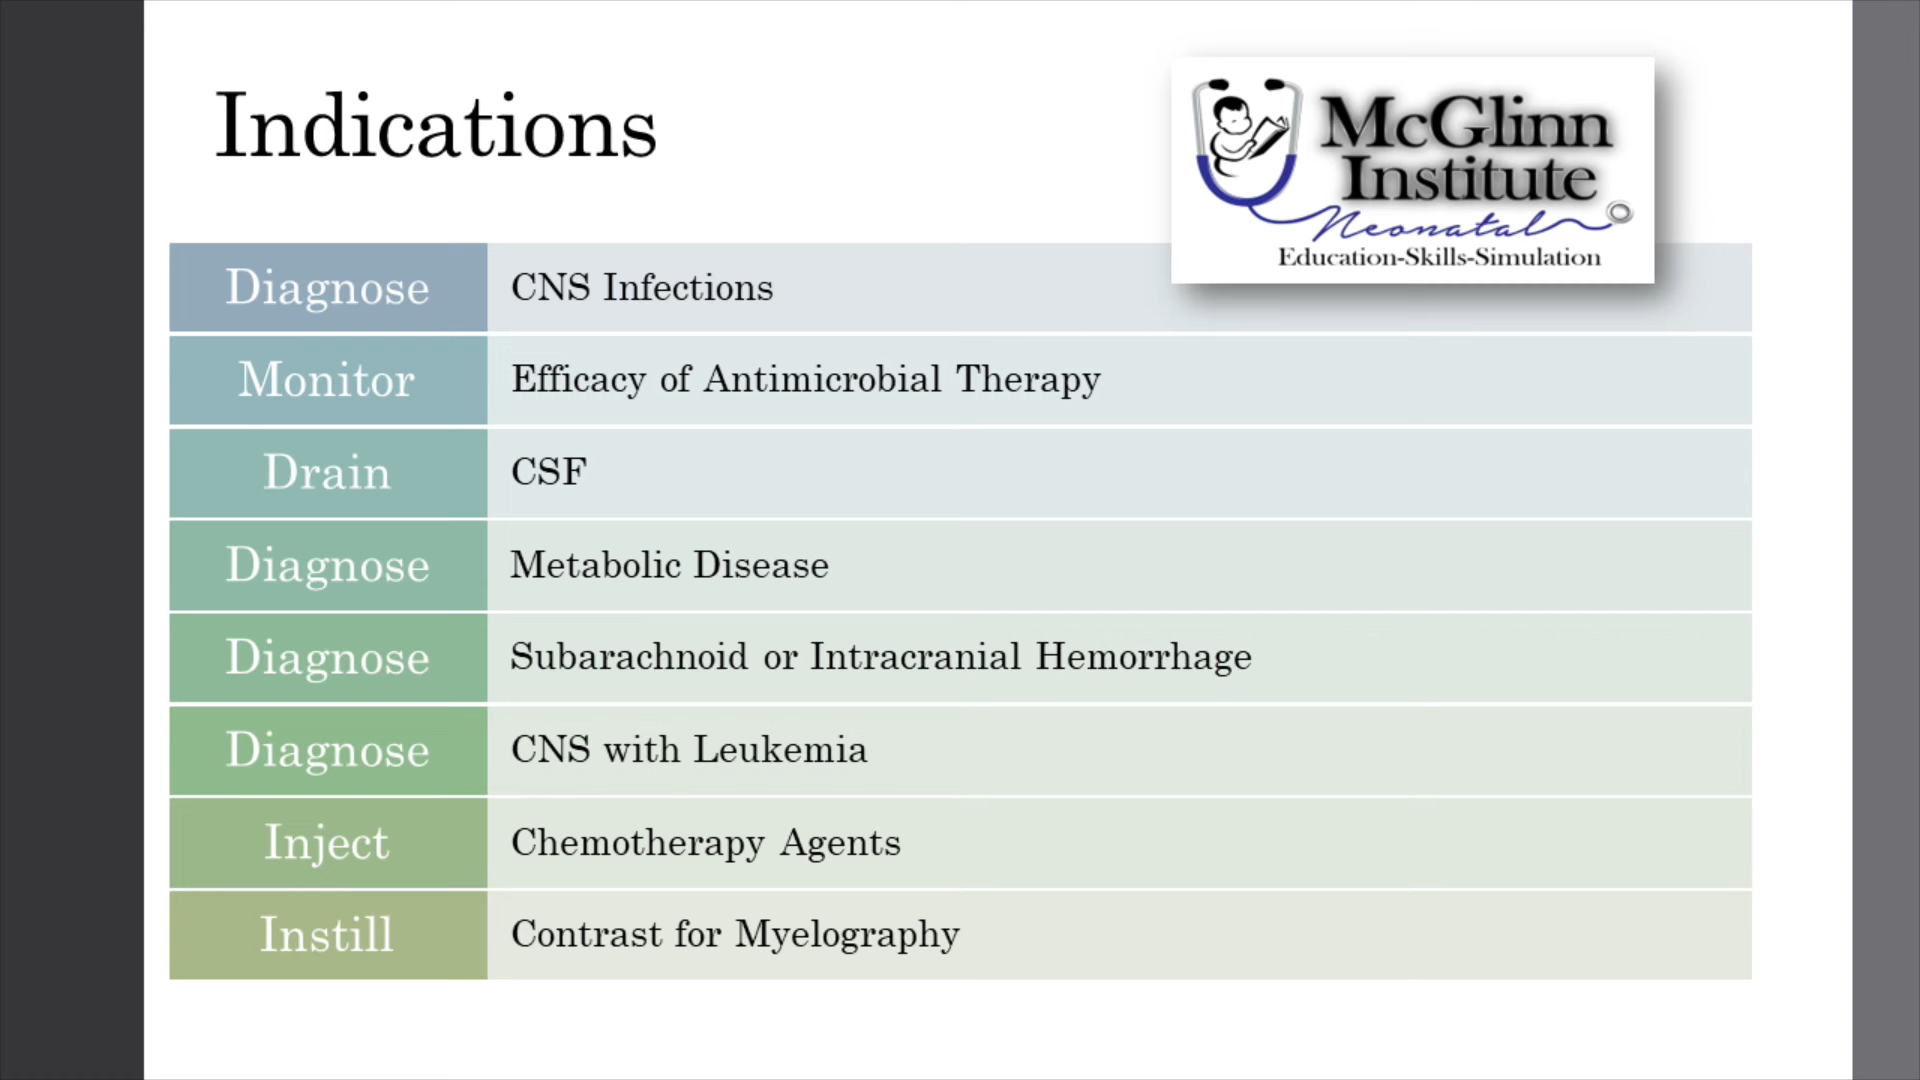 Indications
McGlinn
Institute
Neonatal
Education-Skills-Simulation
Diagnose CNS Infections
Monitor Efficacy of Antimicrobial Therapy
Drain CSF
Diagnose Metabolic Disease
Diagnose Subarachnoid or Intracranial Hemorrhage
Diagnose CNS with Leukemia
Inject Chemotherapy Agents
Instill Contrast for Myelography